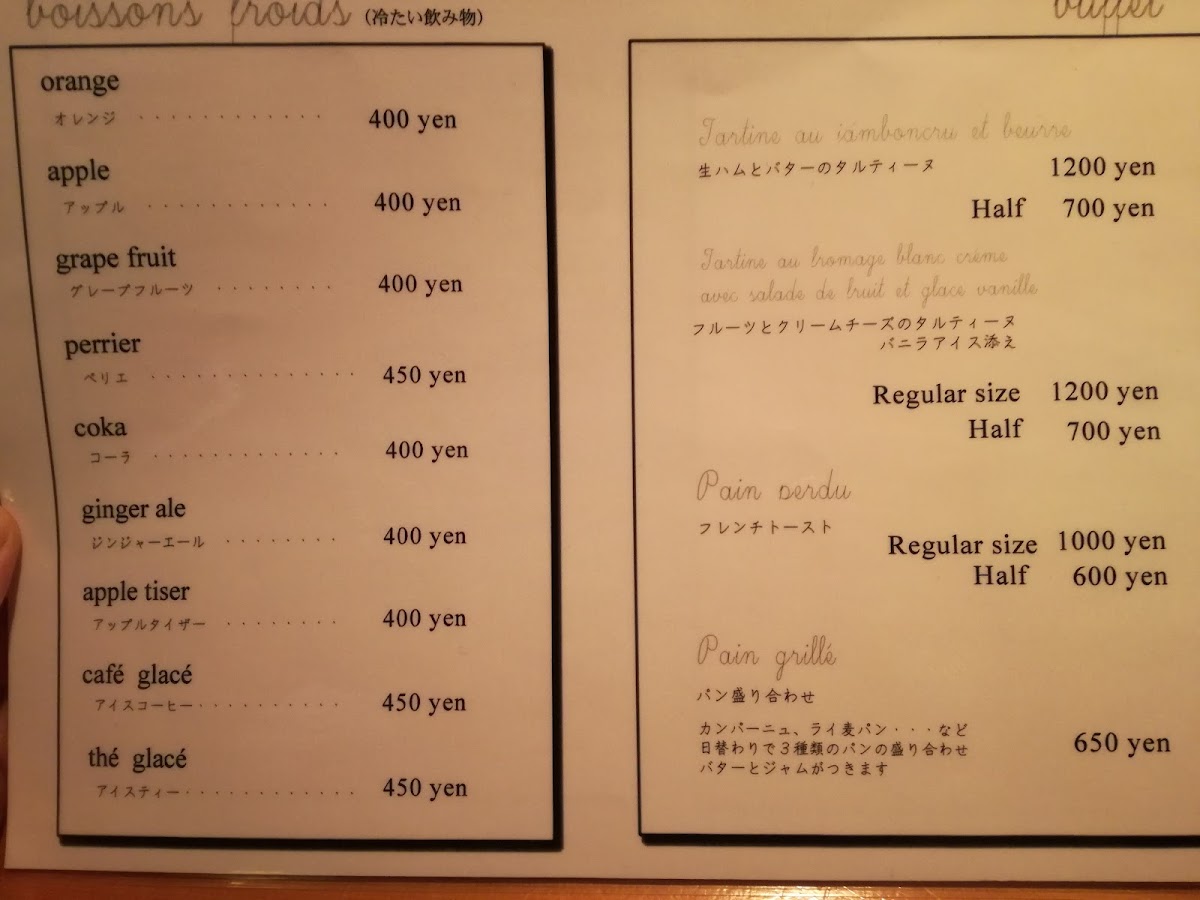 boissons froids (冷たい飲み物)
orange
オレンジ ············ 400 yen
apple
アップル ············ 400 yen
grape fruit
グレープフルーツ ········ 400 yen
perrier
ペリエ ·············· 450 yen
coka
コーラ ············· 400 yen
ginger ale
ジンジャーエール ········ 400 yen
apple tiser
アップルタイザー ········ 400 yen
café glacé
アイスコーヒー ·········· 450 yen
thé glacé
アイスティー ············ 450 yen
buffet
Tartine au jamboncru et beurre
生ハムとバターのタルティーヌ 1200 yen
Half 700 yen
Tartine au fromage blanc crème
avec salade de fruit et glace vanille
フルーツとクリームチーズのタルティーヌ
バニラアイス添え
Regular size 1200 yen
Half 700 yen
Pain perdu
フレンチトースト
Regular size 1000 yen
Half 600 yen
Pain grillé
パン盛り合わせ
カンパーニュ、ライ麦パン・・・など
日替わりで3種類のパンの盛り合わせ 650 yen
バターとジャムがつきます